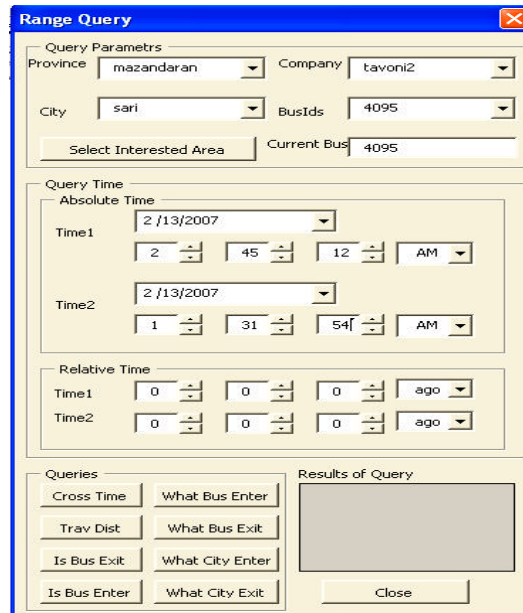 Range Query
Query Parametrs
Province mazandaran Company tavoni2
City sari BusIds 4095
Select Interested Area Current Bus 4095
Query Time
Absolute Time
Time1 2 /13/2007
2 45 12 AM
Time2 2 /13/2007
1 31 54 AM
Relative Time
Time1 0 0 0 ago
Time2 0 0 0 ago
Queries Results of Query
Cross Time What Bus Enter
Trav Dist What Bus Exit
Is Bus Exit What City Enter
Is Bus Enter What City Exit Close